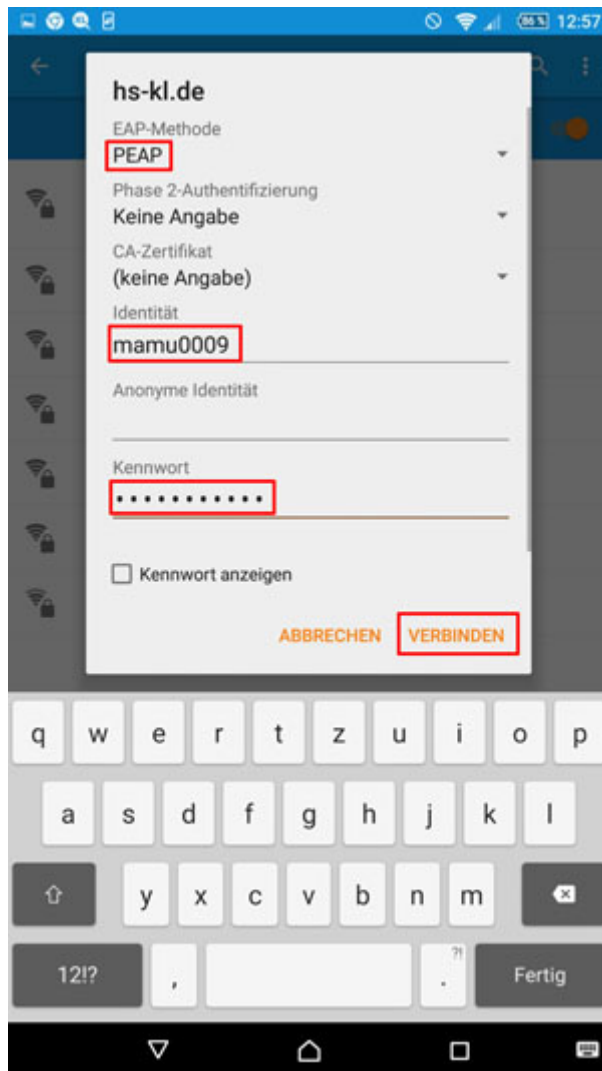 86 % 12:57
hs-kl.de
EAP-Methode
PEAP
Phase 2-Authentifizierung
Keine Angabe
CA-Zertifikat
(keine Angabe)
Identität
mamu0009
Anonyme Identität
Kennwort
•••••••••••
Kennwort anzeigen
ABBRECHEN VERBINDEN
q w e r t z u i o p
a s d f g h j k l
y x c v b n m
12!? , . ?! Fertig